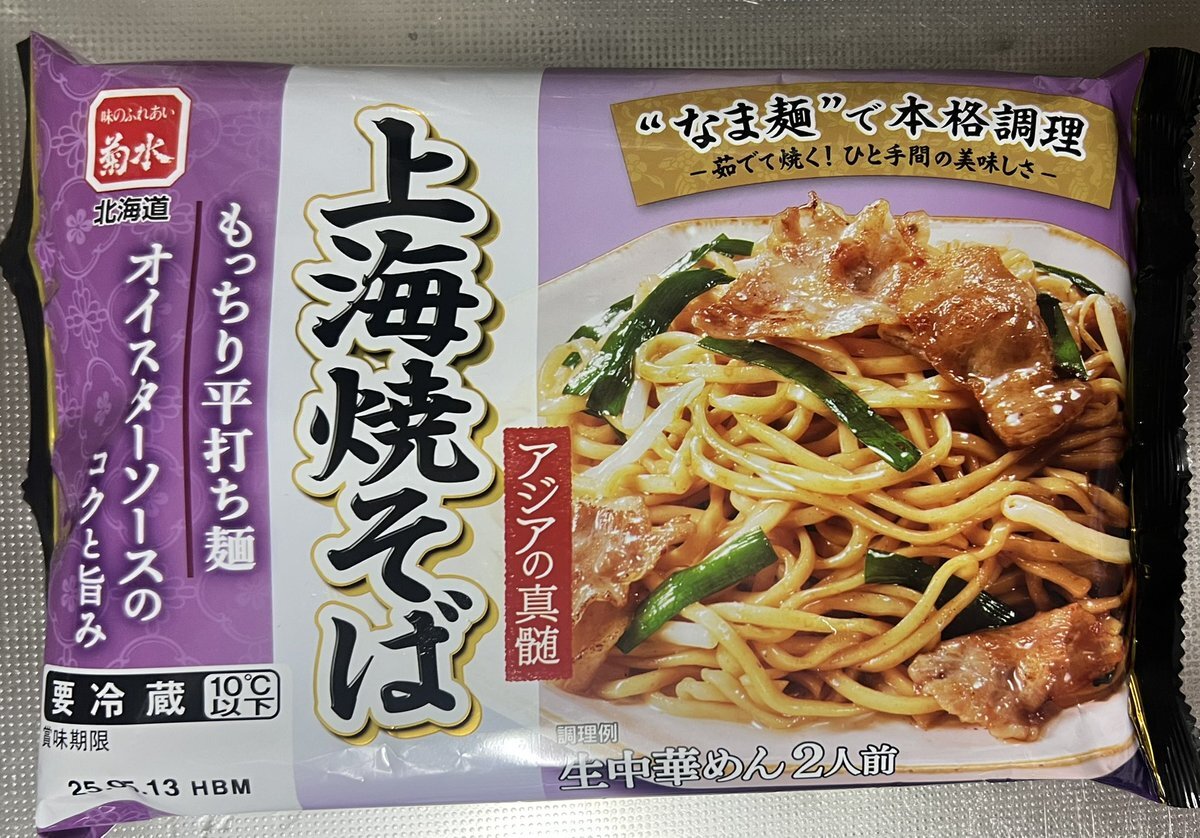 味のふれあい
菊水
北海道
もっちり平打ち麺
オイスターソースの
コクと旨み
上海焼そば
アジアの真髄
“なま麺”で本格調理
－茹でて焼く！ひと手間の美味しさ－
要冷蔵 10℃以下
賞味期限
25.05.13 HBM
調理例
生中華めん2人前